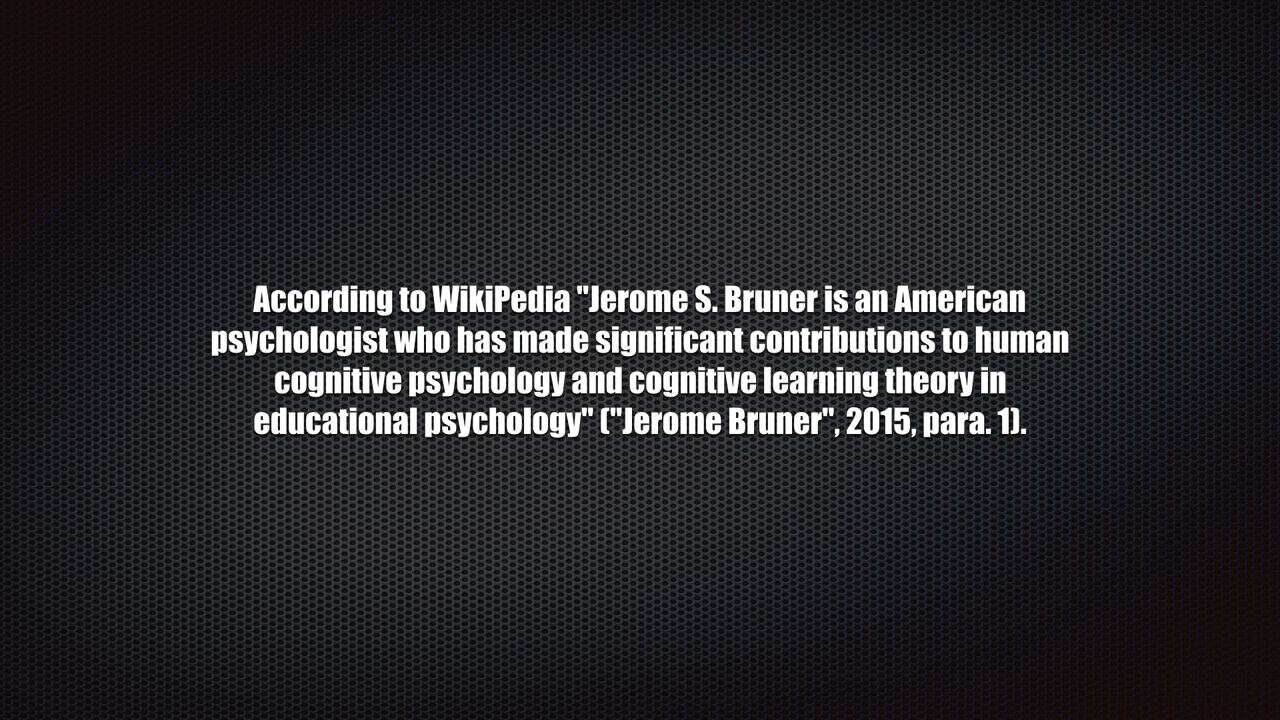 According to WikiPedia "Jerome S. Bruner is an American
psychologist who has made significant contributions to human
cognitive psychology and cognitive learning theory in
educational psychology" ("Jerome Bruner", 2015, para. 1).